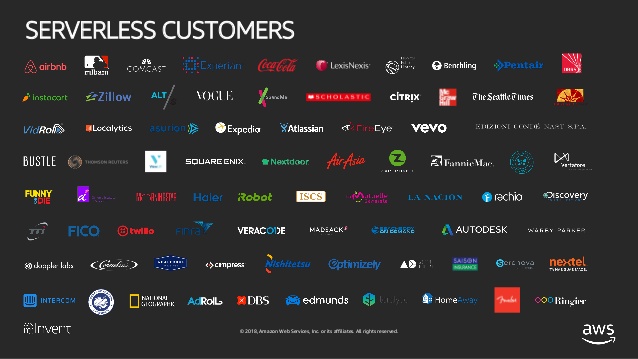 SERVERLESS CUSTOMERS
airbnb mlbam COMCAST Experian Coca-Cola LexisNexis Benchling Pentair
Instacart Zillow ALT VOGUE SCHOLASTIC CITRIX The Seattle Times
VidRoll Localytics asurion Expedia Atlassian FireEye vevo EDIZIONI CONDÉ NAST S.P.A.
BUSTLE THOMSON REUTERS SQUARE ENIX. Nextdoor AirAsia FannieMae. Vertafore
FUNNY OR DIE Haier iRobot ISCS LA NACION rachio Discovery
FICO twilio VERACODE MADSACK AUTODESK WARBY PARKER
doppler labs cimpress Nishitetsu Optimizely SAISON nextel
INTERCOM NATIONAL GEOGRAPHIC AdRoll DBS edmunds HomeAway Fender Ringier
re:Invent © 2018, Amazon Web Services, Inc. or its affiliates. All rights reserved. aws